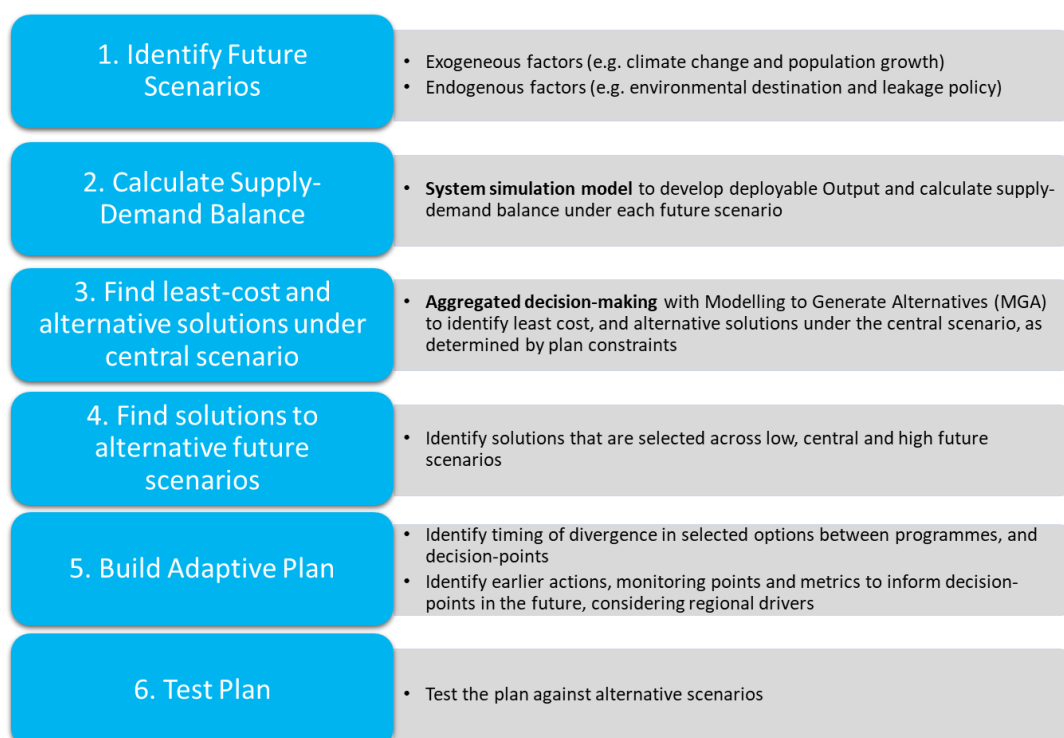 1. Identify Future
Scenarios
• Exogeneous factors (e.g. climate change and population growth)
• Endogenous factors (e.g. environmental destination and leakage policy)
2. Calculate Supply-
Demand Balance
• System simulation model to develop deployable Output and calculate supply-
demand balance under each future scenario
3. Find least-cost and
alternative solutions under
central scenario
• Aggregated decision-making with Modelling to Generate Alternatives (MGA)
to identify least cost, and alternative solutions under the central scenario, as
determined by plan constraints
4. Find solutions to
alternative future
scenarios
• Identify solutions that are selected across low, central and high future
scenarios
5. Build Adaptive Plan
• Identify timing of divergence in selected options between programmes, and
decision-points
• Identify earlier actions, monitoring points and metrics to inform decision-
points in the future, considering regional drivers
6. Test Plan
• Test the plan against alternative scenarios